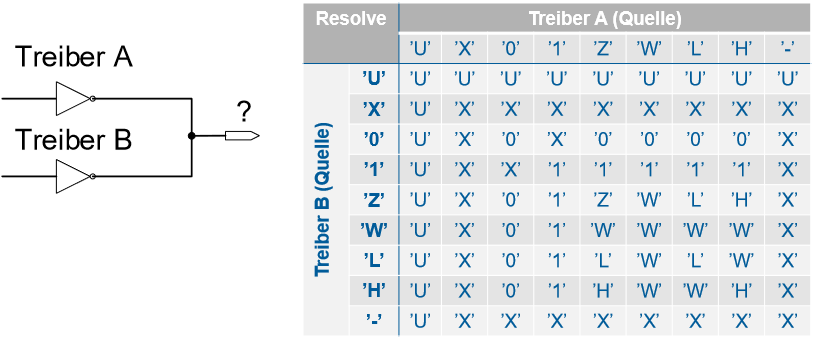 Treiber A
Treiber B
?
Resolve Treiber A (Quelle)
'U' 'X' '0' '1' 'Z' 'W' 'L' 'H' '-'
Treiber B (Quelle)
'U' 'U' 'U' 'U' 'U' 'U' 'U' 'U' 'U' 'U'
'X' 'U' 'X' 'X' 'X' 'X' 'X' 'X' 'X' 'X'
'0' 'U' 'X' '0' 'X' '0' '0' '0' '0' 'X'
'1' 'U' 'X' 'X' '1' '1' '1' '1' '1' 'X'
'Z' 'U' 'X' '0' '1' 'Z' 'W' 'L' 'H' 'X'
'W' 'U' 'X' '0' '1' 'W' 'W' 'W' 'W' 'X'
'L' 'U' 'X' '0' '1' 'L' 'W' 'L' 'W' 'X'
'H' 'U' 'X' '0' '1' 'H' 'W' 'W' 'H' 'X'
'-' 'U' 'X' 'X' 'X' 'X' 'X' 'X' 'X' 'X'